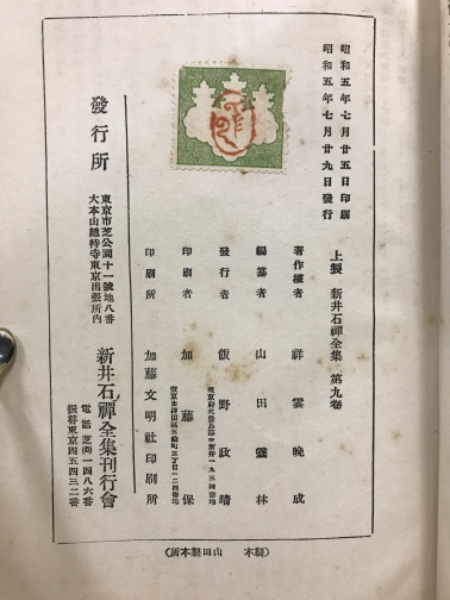 昭和五年七月廿五日印刷
昭和五年七月廿九日發行
上製 新井石禪全集 第九卷
著作權者 祥雲晩成
編纂者 山田靈林
發行者 飯野政晴
印刷者 加藤保
印刷所 加藤文明社印刷所
發行所
東京市芝公園十一號地八番
大本山總持寺東京出張所内
新井石禪全集刊行會
電話芝(43)一四八六番
振替東京四五四三二番
(製本 山田製本所)